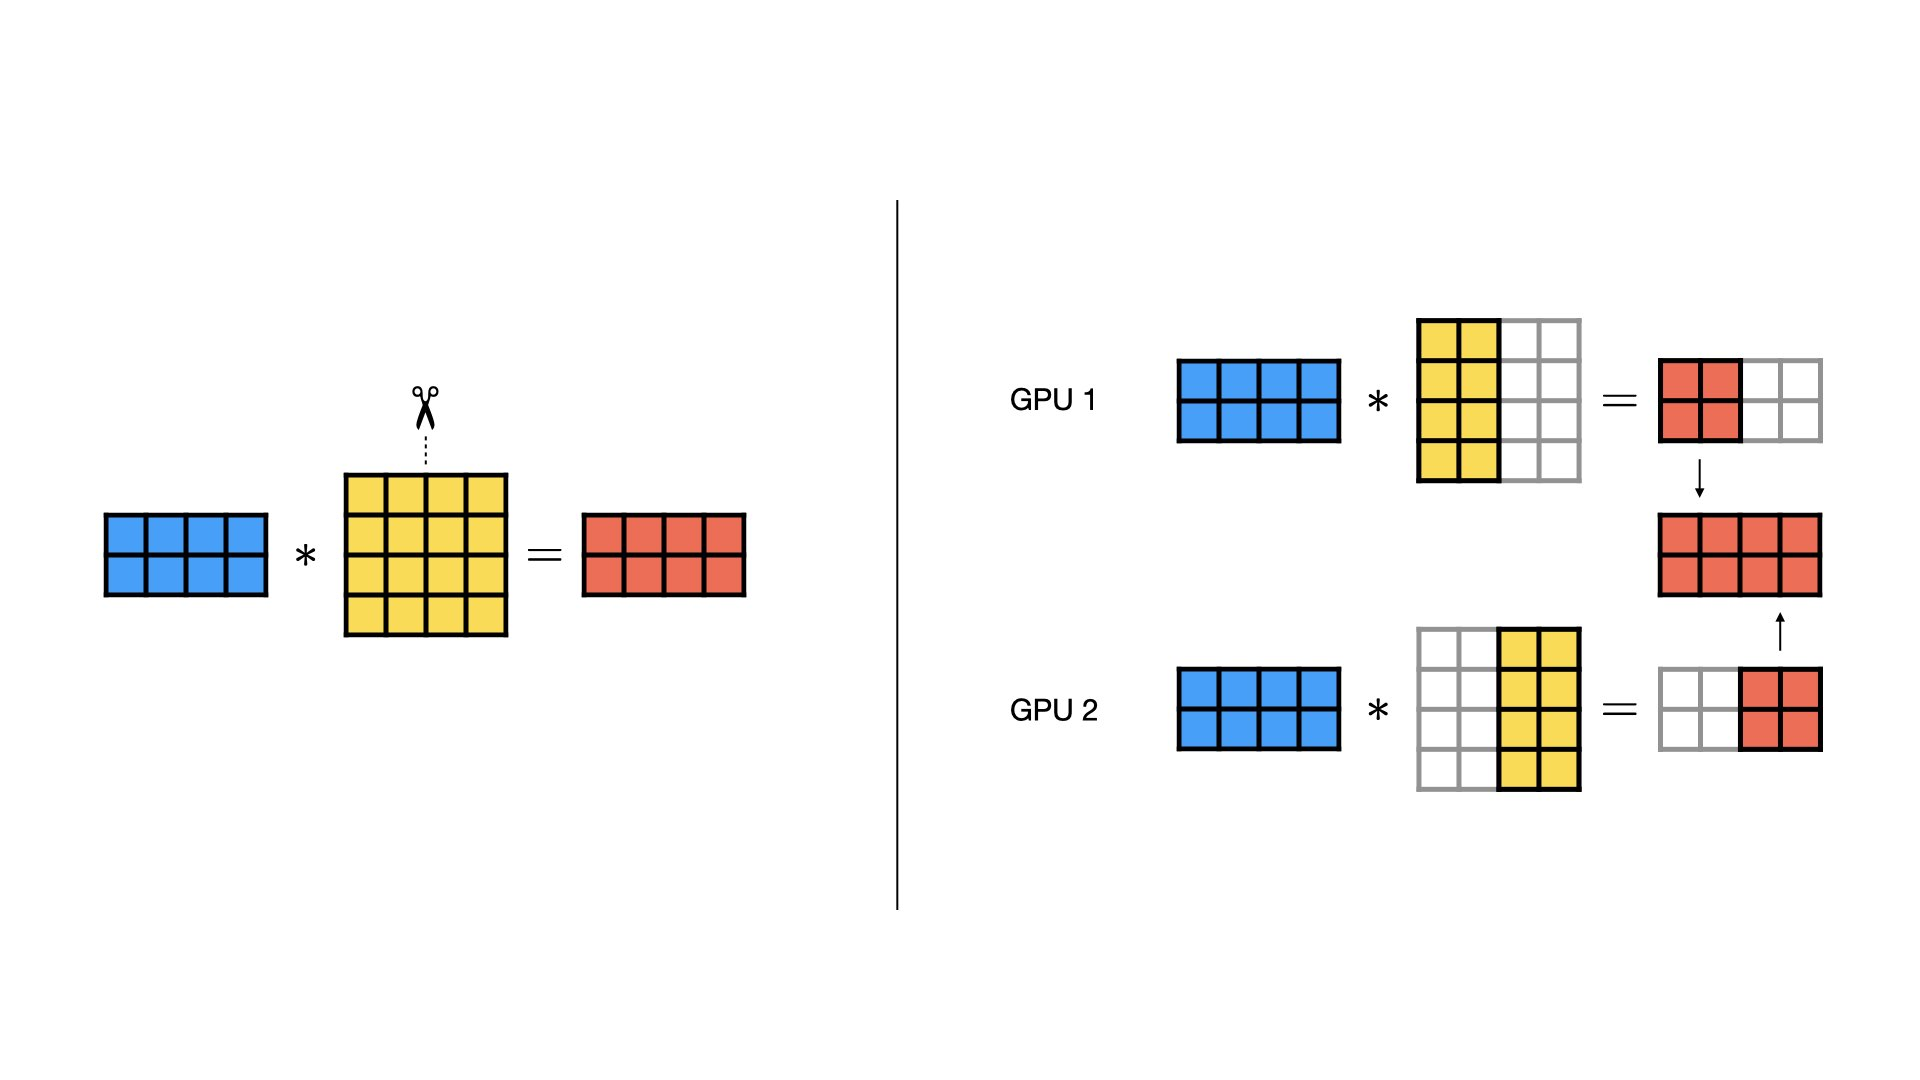 * =
GPU 1 * =
GPU 2 * =